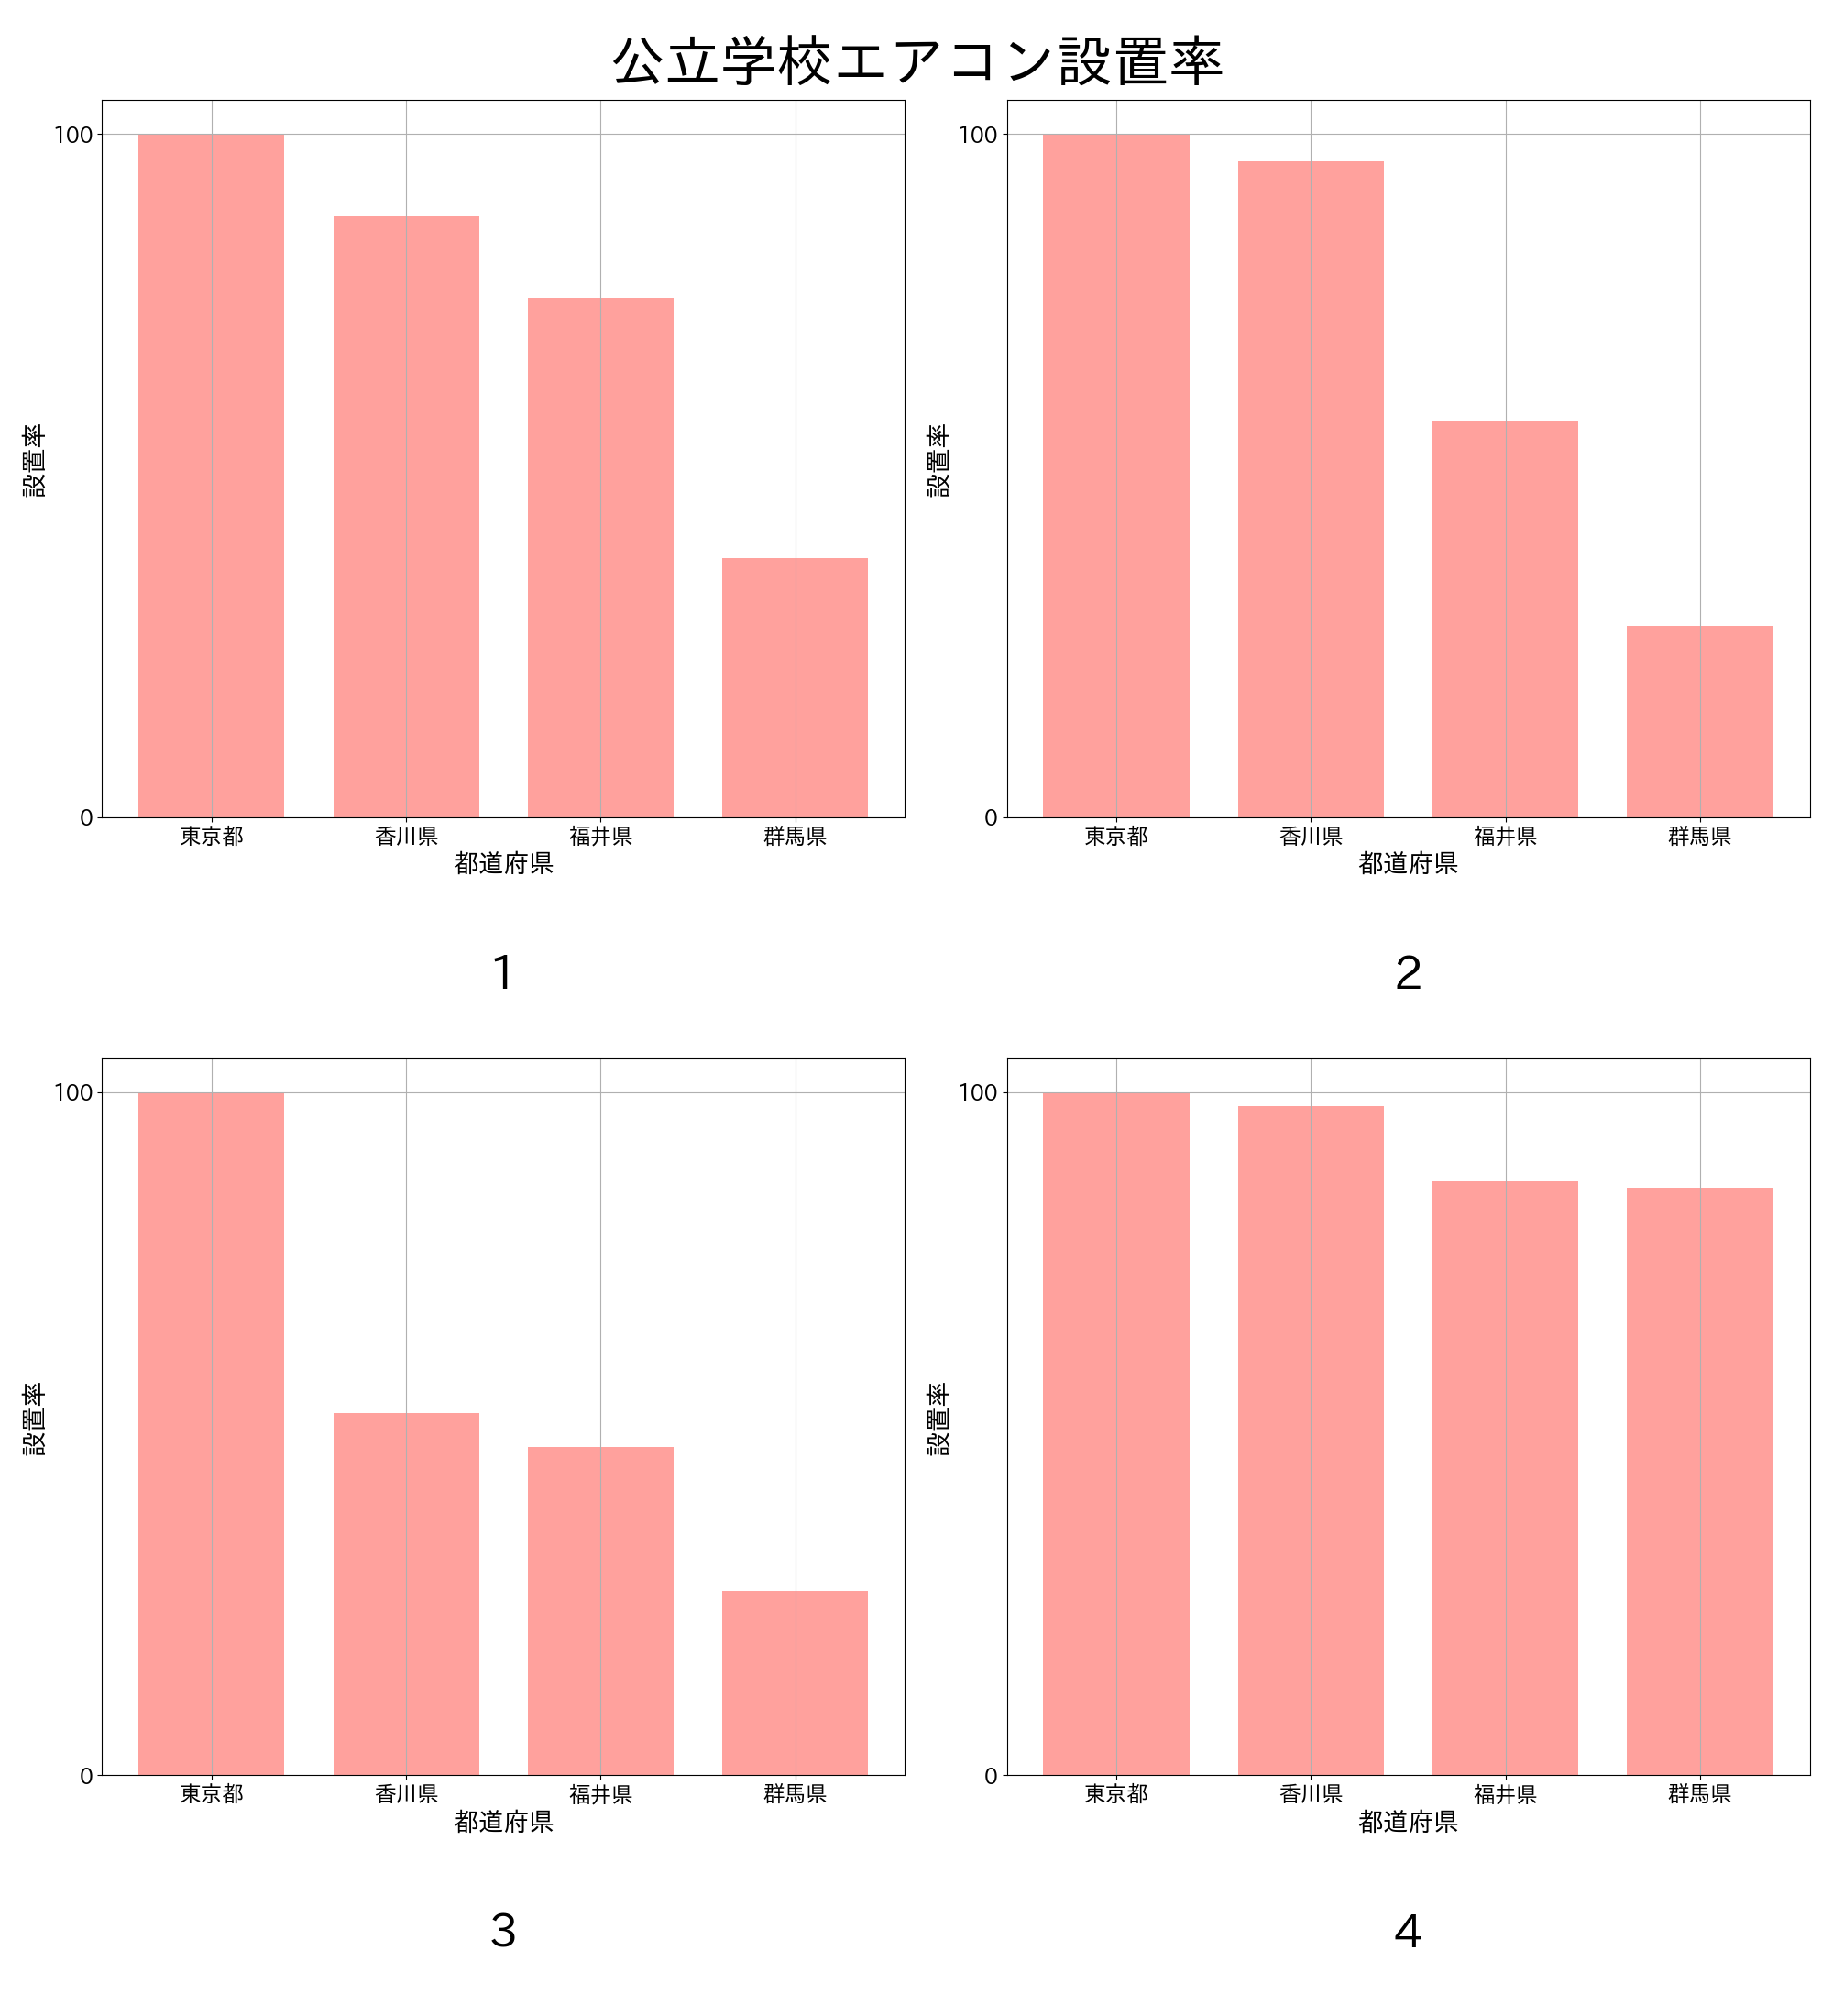 公立学校エアコン設置率
100
0
設置率
東京都 香川県 福井県 群馬県
都道府県
1
100
0
設置率
東京都 香川県 福井県 群馬県
都道府県
2
100
0
設置率
東京都 香川県 福井県 群馬県
都道府県
3
100
0
設置率
東京都 香川県 福井県 群馬県
都道府県
4